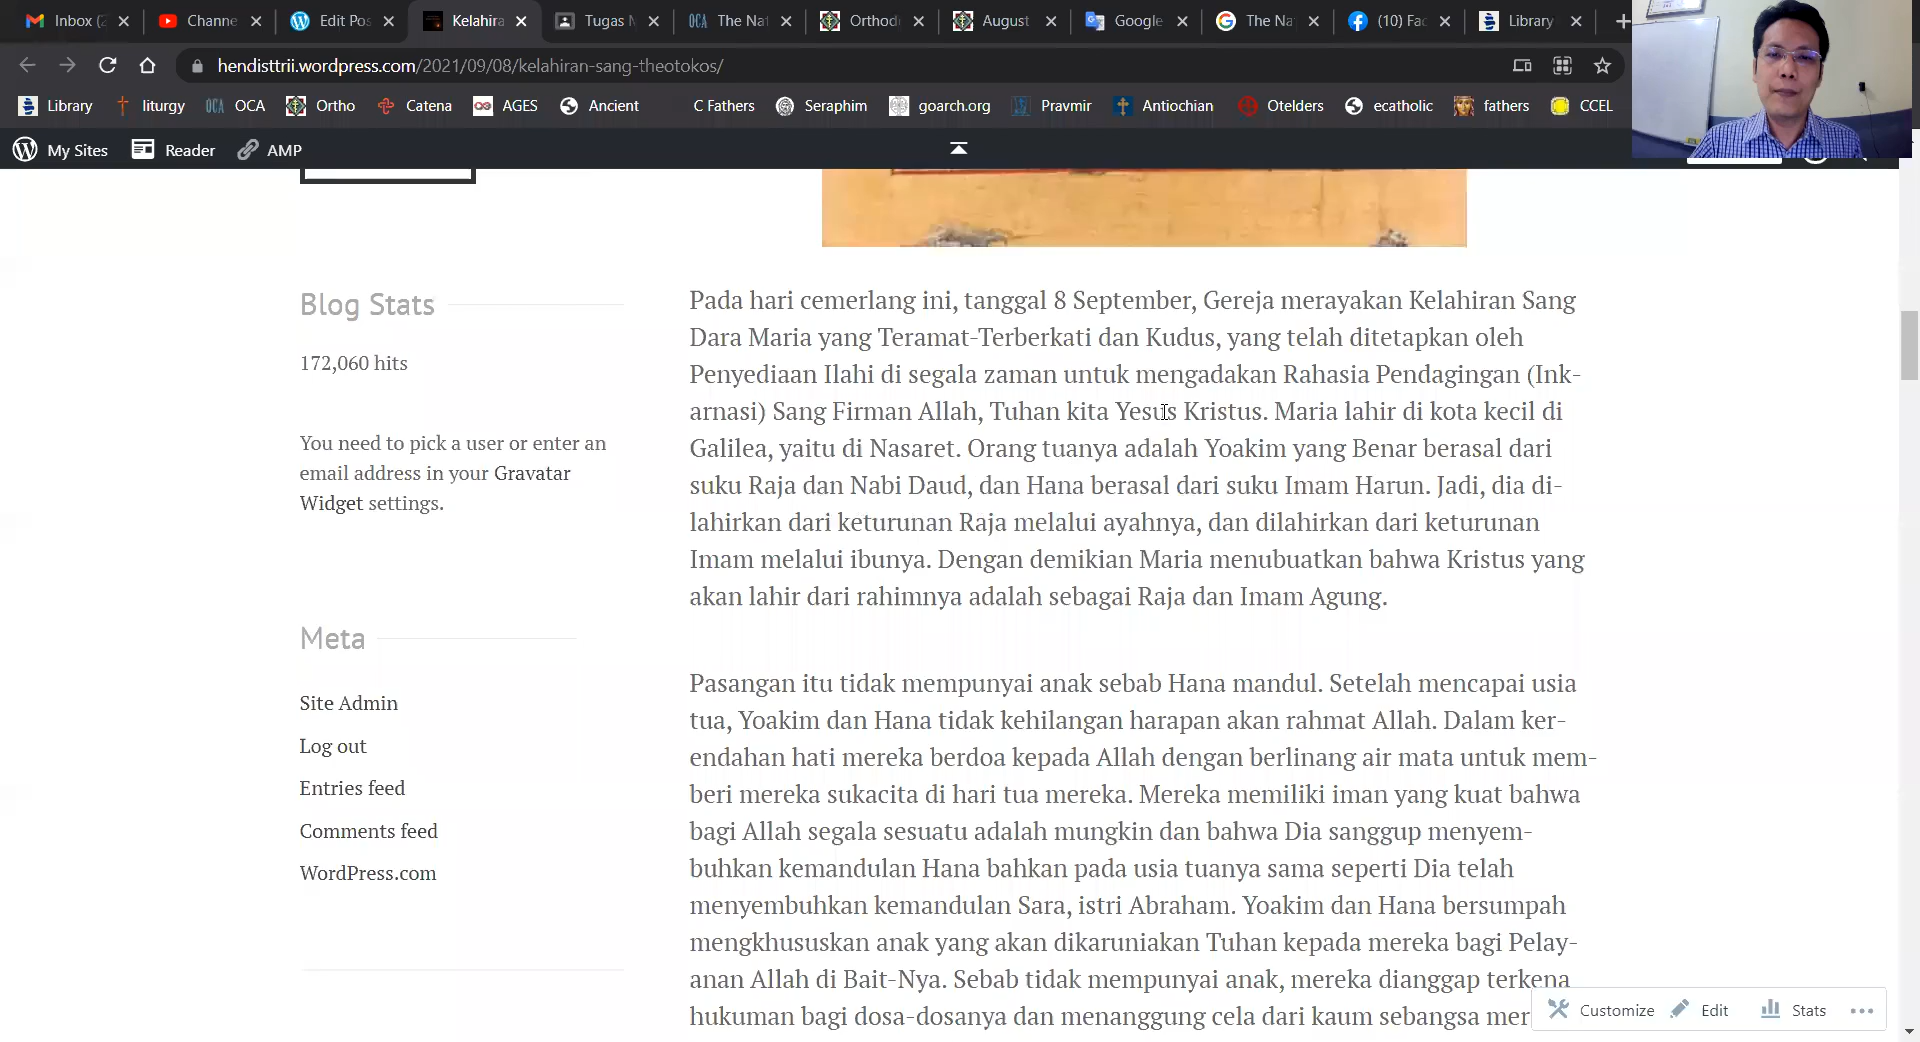 Inbox (2
Channe
Edit Pos
Kelahira
Tugas M
OCA The Nat
Orthodo
August
Google
The Na
(10) Fac
Library
hendisttrii.wordpress.com/2021/09/08/kelahiran-sang-theotokos/
Library
liturgy
OCA OCA
Ortho
Catena
AGES
Ancient
C Fathers
Seraphim
goarch.org
Pravmir
Antiochian
Otelders
ecatholic
fathers
CCEL
My Sites
Reader
AMP
Blog Stats
172,060 hits
You need to pick a user or enter an
email address in your Gravatar
Widget settings.
Meta
Site Admin
Log out
Entries feed
Comments feed
WordPress.com
Pada hari cemerlang ini, tanggal 8 September, Gereja merayakan Kelahiran Sang
Dara Maria yang Teramat-Terberkati dan Kudus, yang telah ditetapkan oleh
Penyediaan Ilahi di segala zaman untuk mengadakan Rahasia Pendagingan (Ink-
arnasi) Sang Firman Allah, Tuhan kita Yesus Kristus. Maria lahir di kota kecil di
Galilea, yaitu di Nasaret. Orang tuanya adalah Yoakim yang Benar berasal dari
suku Raja dan Nabi Daud, dan Hana berasal dari suku Imam Harun. Jadi, dia di-
lahirkan dari keturunan Raja melalui ayahnya, dan dilahirkan dari keturunan
Imam melalui ibunya. Dengan demikian Maria menubuatkan bahwa Kristus yang
akan lahir dari rahimnya adalah sebagai Raja dan Imam Agung.
Pasangan itu tidak mempunyai anak sebab Hana mandul. Setelah mencapai usia
tua, Yoakim dan Hana tidak kehilangan harapan akan rahmat Allah. Dalam ker-
endahan hati mereka berdoa kepada Allah dengan berlinang air mata untuk mem-
beri mereka sukacita di hari tua mereka. Mereka memiliki iman yang kuat bahwa
bagi Allah segala sesuatu adalah mungkin dan bahwa Dia sanggup menyem-
buhkan kemandulan Hana bahkan pada usia tuanya sama seperti Dia telah
menyembuhkan kemandulan Sara, istri Abraham. Yoakim dan Hana bersumpah
mengkhususkan anak yang akan dikaruniakan Tuhan kepada mereka bagi Pelay-
anan Allah di Bait-Nya. Sebab tidak mempunyai anak, mereka dianggap terkena
hukuman bagi dosa-dosanya dan menanggung cela dari kaum sebangsa mer
Customize
Edit
Stats